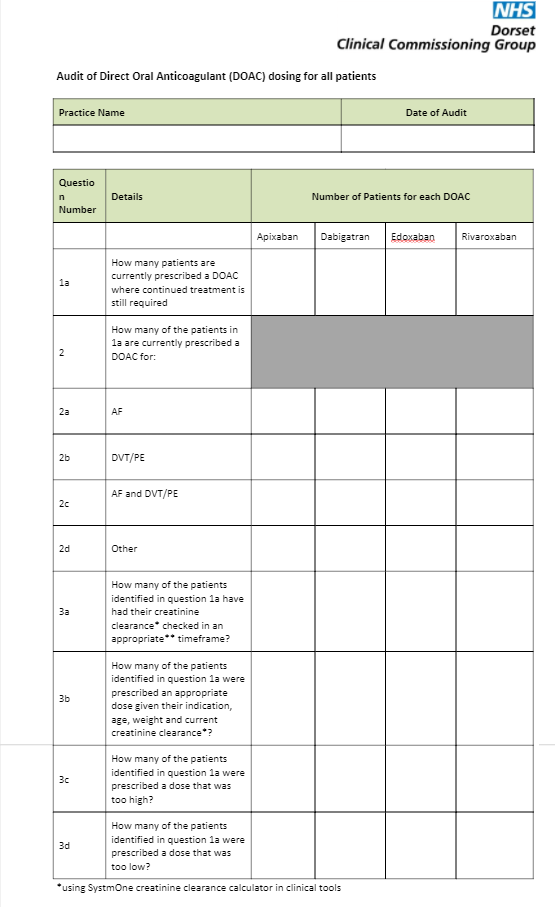 NHS
Dorset
Clinical Commissioning Group
Audit of Direct Oral Anticoagulant (DOAC) dosing for all patients
Practice Name
Date of Audit
Questio
n
Number
Details
Number of Patients for each DOAC
Apixaban
Dabigatran
Edoxaban
Rivaroxaban
1a
How many patients are
currently prescribed a DOAC
where continued treatment is
still required
2
How many of the patients in
1a are currently prescribed a
DOAC for:
2a
AF
2b
DVT/PE
2c
AF and DVT/PE
2d
Other
3a
How many of the patients
identified in question 1a have
had their creatinine
clearance* checked in an
appropriate** timeframe?
3b
How many of the patients
identified in question 1a were
prescribed an appropriate
dose given their indication,
age, weight and current
creatinine clearance*?
3c
How many of the patients
identified in question 1a were
prescribed a dose that was
too high?
3d
How many of the patients
identified in question 1a were
prescribed a dose that was
too low?
*using SystmOne creatinine clearance calculator in clinical tools